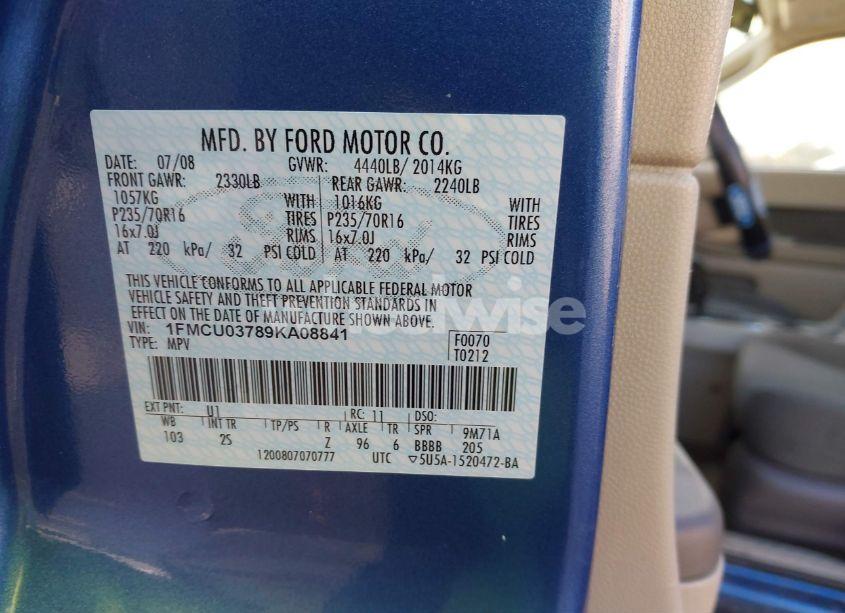 MFD. BY FORD MOTOR CO.
DATE: 07/08 GVWR: 4440LB/ 2014KG
FRONT GAWR: 2330LB REAR GAWR: 2240LB
1057KG WITH 1016KG WITH
P235/70R16 TIRES P235/70R16 TIRES
16x7.0J RIMS 16x7.0J RIMS
AT 220 kPa/ 32 PSI COLD AT 220 kPa/ 32 PSI COLD
THIS VEHICLE CONFORMS TO ALL APPLICABLE FEDERAL MOTOR
VEHICLE SAFETY AND THEFT PREVENTION STANDARDS IN
EFFECT ON THE DATE OF MANUFACTURE SHOWN ABOVE.
VIN: 1FMCU03789KA08841
TYPE: MPV
F0070
T0212
EXT PNT: U1 RC: 11 DSO:
WB INT TR TP/PS R AXLE TR SPR 9M71A
103 2S Z 96 6 BBBB 205
1200807070777 UTC ▽5U5A-1520472-BA